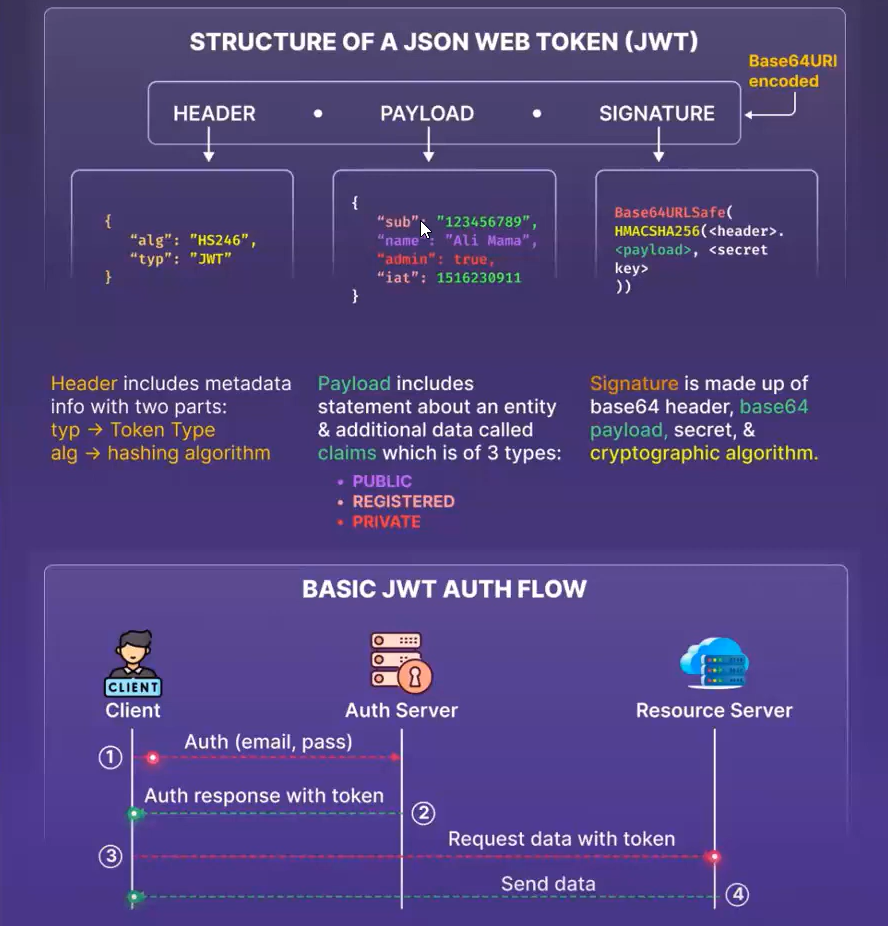 STRUCTURE OF A JSON WEB TOKEN (JWT)
Base64URI
encoded
HEADER • PAYLOAD • SIGNATURE
{
"alg": "HS246",
"typ": "JWT"
}
{
"sub": "123456789",
"name": "Ali Mama",
"admin": true,
"iat": 1516230911
}
Base64URLSafe(
HMACSHA256(<header>.
<payload>, <secret
key>
))
Header includes metadata
info with two parts:
typ → Token Type
alg → hashing algorithm
Payload includes
statement about an entity
& additional data called
claims which is of 3 types:
• PUBLIC
• REGISTERED
• PRIVATE
Signature is made up of
base64 header, base64
payload, secret, &
cryptographic algorithm.
BASIC JWT AUTH FLOW
CLIENT
Client
Auth Server
Resource Server
① Auth (email, pass)
Auth response with token ②
③ Request data with token
Send data ④